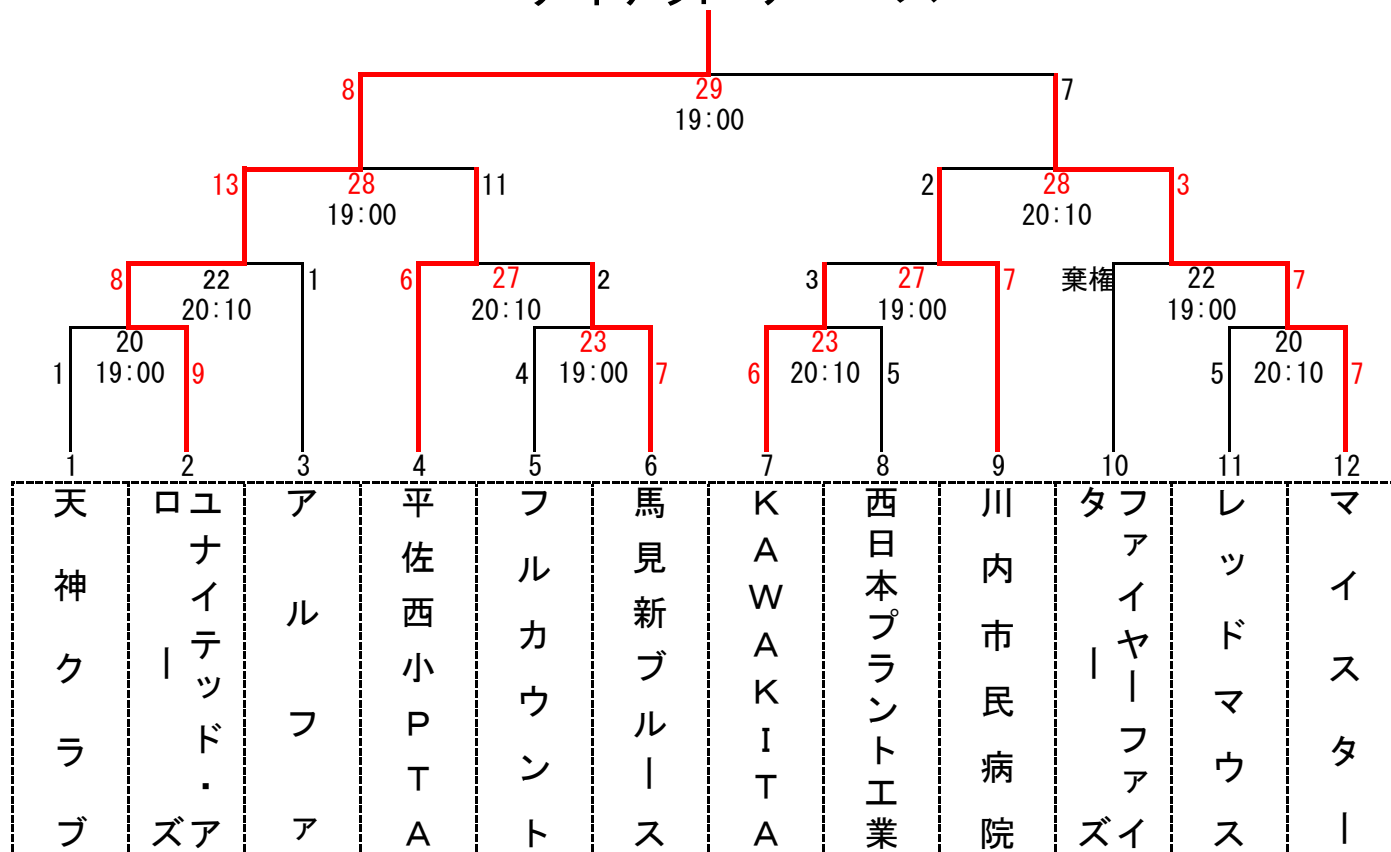 8 29 7
19:00
13 28 11 2 28 3
19:00 20:10
8 22 1 6 27 2 3 27 7 棄権 22 7
20:10 20:10 19:00 19:00
20 23 23 20
1 19:00 9 4 19:00 7 6 20:10 5 5 20:10 7
1 2 3 4 5 6 7 8 9 10 11 12
天神クラブ
ユナイテッド・ア
ローズ
アルファ
平佐西小PTA
フルカウント
馬見新ブルース
KAWAKITA
西日本プラント工業
川内市民病院
ファイヤーファイ
ターズ
レッドマウス
マイスター